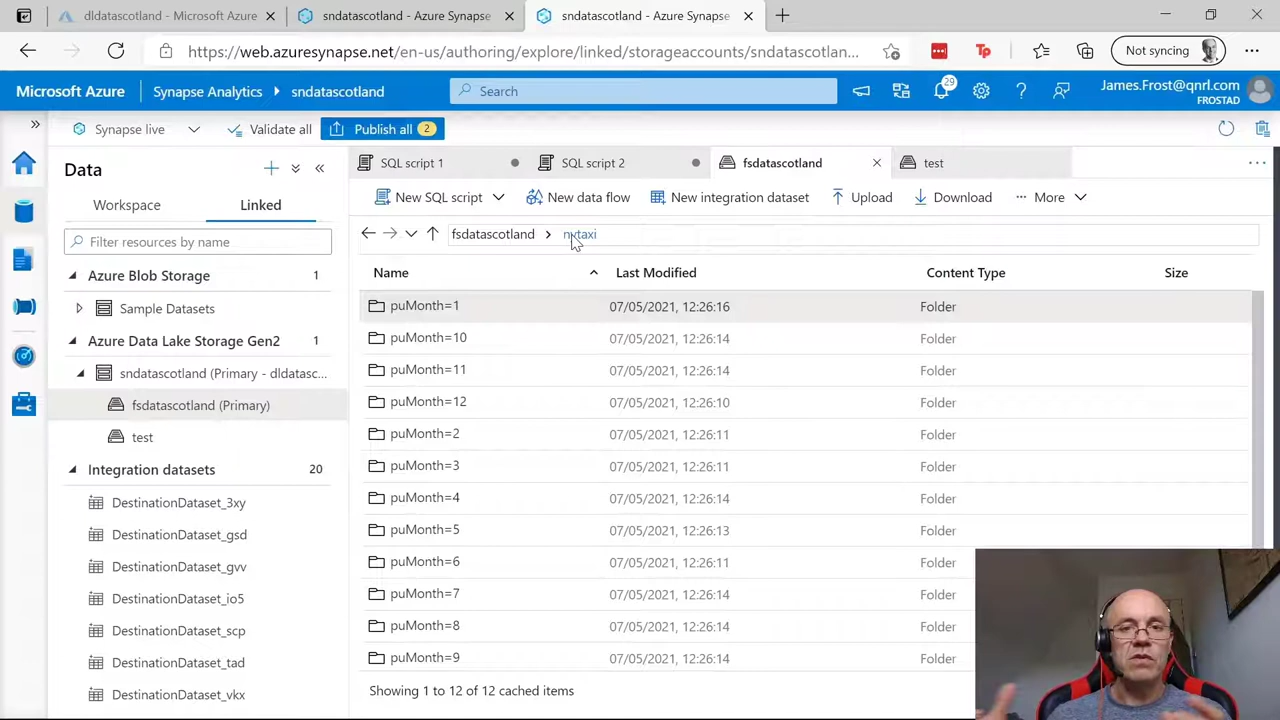 dldatascotland - Microsoft Azure
sndatascotland - Azure Synapse
sndatascotland - Azure Synapse
https://web.azuresynapse.net/en-us/authoring/explore/linked/storageaccounts/sndatascotlan...
Not syncing
Microsoft Azure
Synapse Analytics
sndatascotland
Search
29
James.Frost@qnrl.com
FROSTAD
Synapse live
Validate all
Publish all 2
Data
Workspace
Linked
Filter resources by name
Azure Blob Storage 1
Sample Datasets
Azure Data Lake Storage Gen2 1
sndatascotland (Primary - dldatasc...
fsdatascotland (Primary)
test
Integration datasets 20
DestinationDataset_3xy
DestinationDataset_gsd
DestinationDataset_gvv
DestinationDataset_io5
DestinationDataset_scp
DestinationDataset_tad
DestinationDataset_vkx
SQL script 1
SQL script 2
fsdatascotland
test
New SQL script
New data flow
New integration dataset
Upload
Download
More
fsdatascotland > nytaxi
Name Last Modified Content Type Size
puMonth=1 07/05/2021, 12:26:16 Folder
puMonth=10 07/05/2021, 12:26:14 Folder
puMonth=11 07/05/2021, 12:26:14 Folder
puMonth=12 07/05/2021, 12:26:10 Folder
puMonth=2 07/05/2021, 12:26:11 Folder
puMonth=3 07/05/2021, 12:26:11 Folder
puMonth=4 07/05/2021, 12:26:14 Folder
puMonth=5 07/05/2021, 12:26:13 Folder
puMonth=6 07/05/2021, 12:26:11 Folder
puMonth=7 07/05/2021, 12:26:14 Folder
puMonth=8 07/05/2021, 12:26:14 Folder
puMonth=9 07/05/2021, 12:26:14 Folder
Showing 1 to 12 of 12 cached items